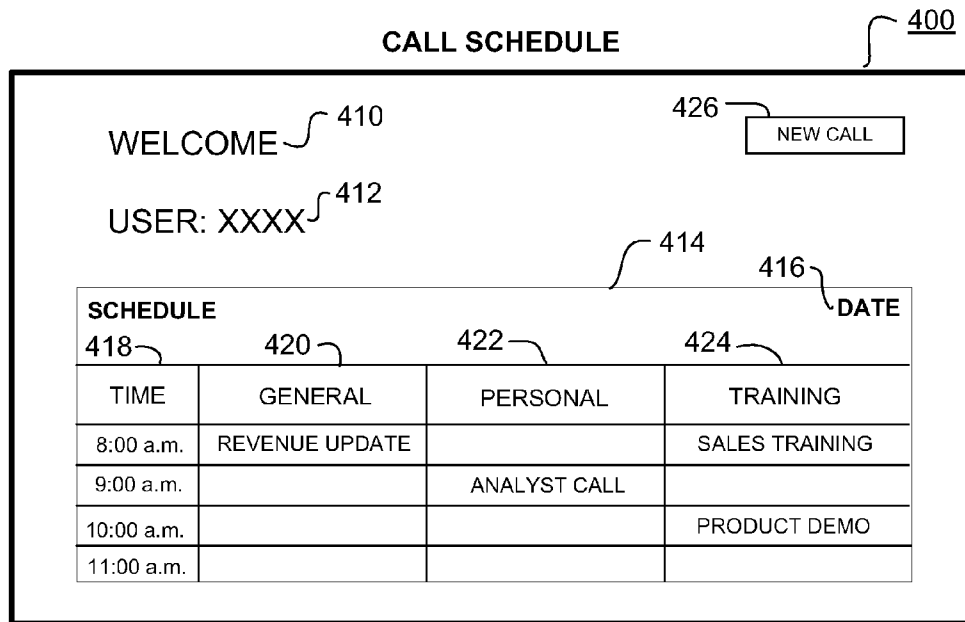 400
CALL SCHEDULE
WELCOME 410
426
NEW CALL
USER: XXXX 412
414
416
SCHEDULE DATE
418 420 422 424
TIME GENERAL PERSONAL TRAINING
8:00 a.m. REVENUE UPDATE SALES TRAINING
9:00 a.m. ANALYST CALL
10:00 a.m. PRODUCT DEMO
11:00 a.m.